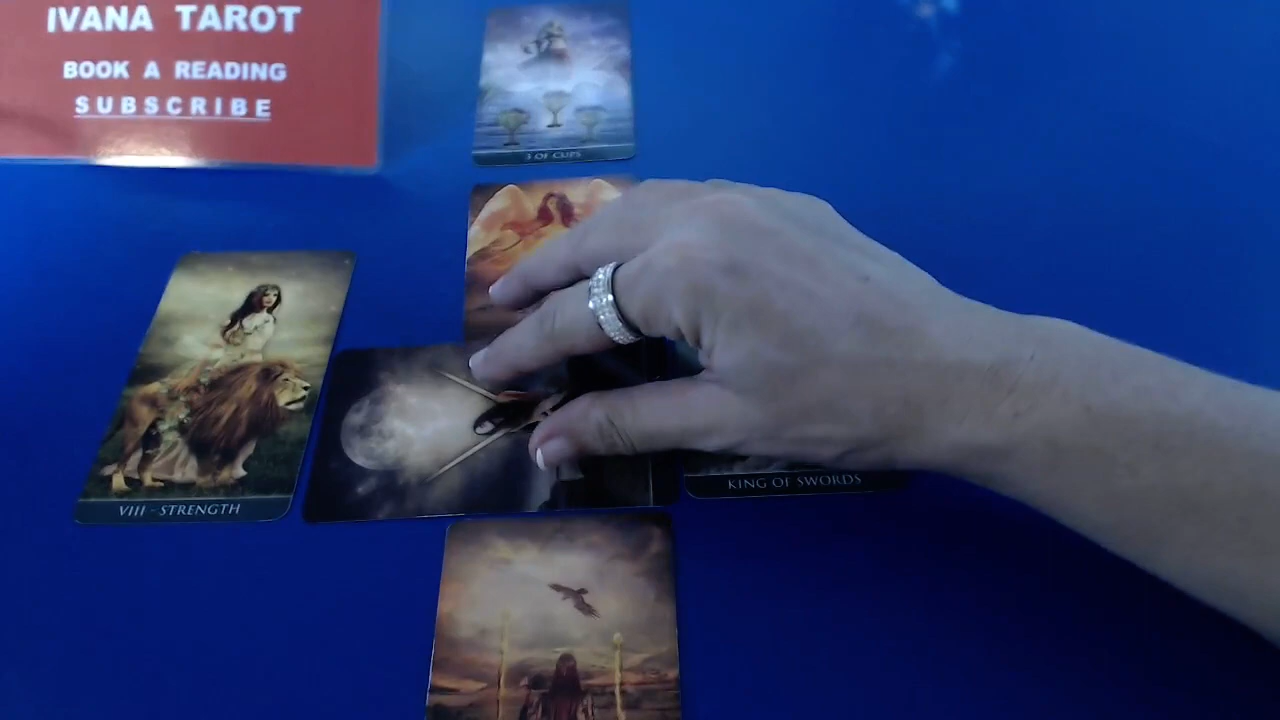 IVANA TAROT
BOOK A READING
SUBSCRIBE
3 OF CUPS
KING OF SWORDS
VIII - STRENGTH